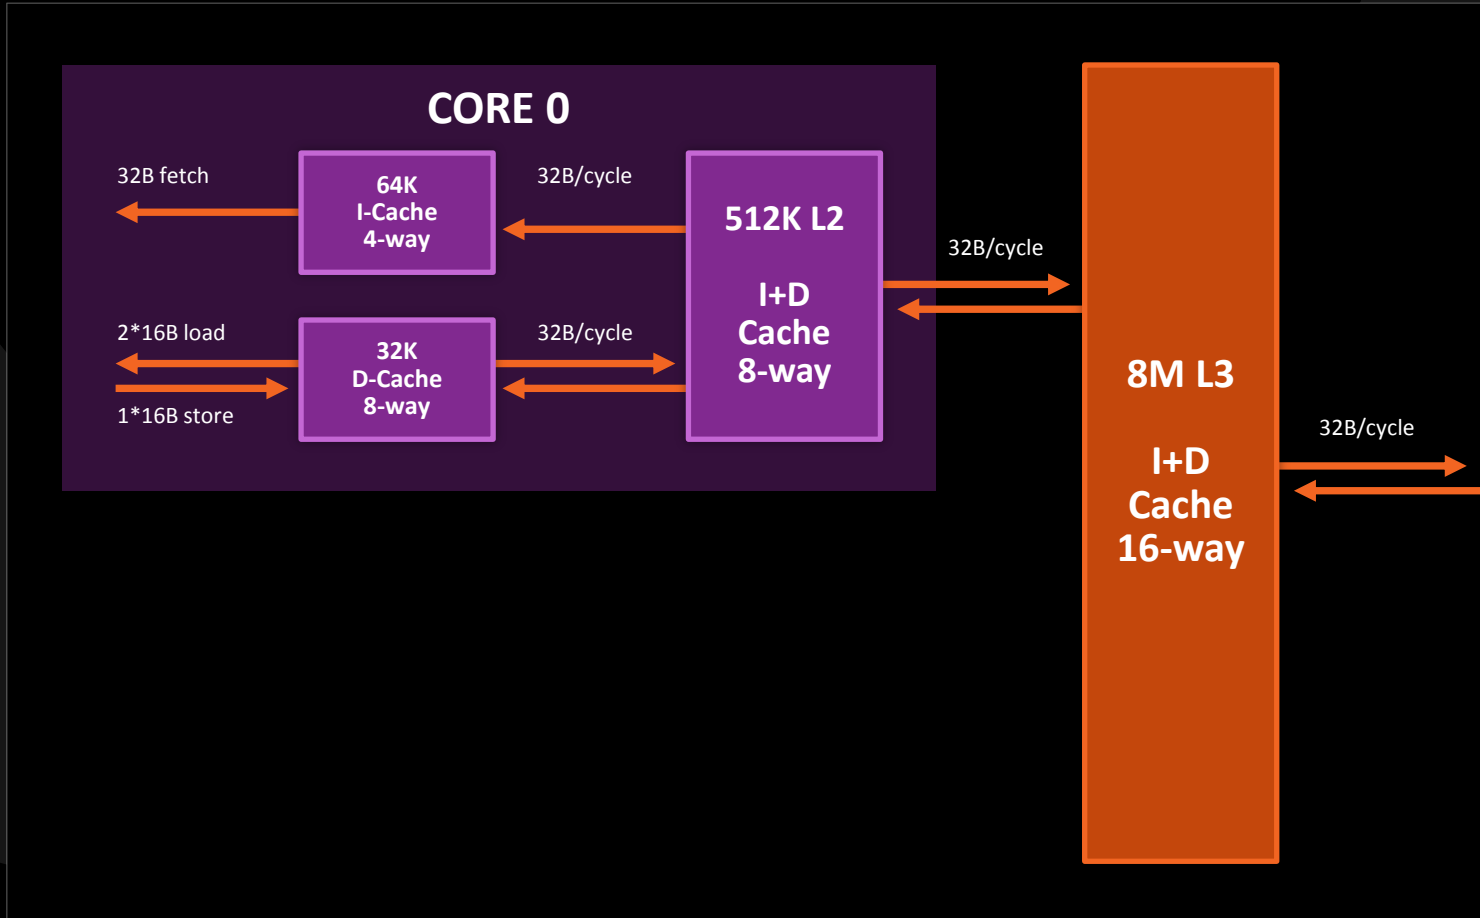 CORE 0
32B fetch
64K
I-Cache
4-way
32B/cycle
2*16B load
1*16B store
32K
D-Cache
8-way
32B/cycle
512K L2
I+D
Cache
8-way
32B/cycle
8M L3
I+D
Cache
16-way
32B/cycle